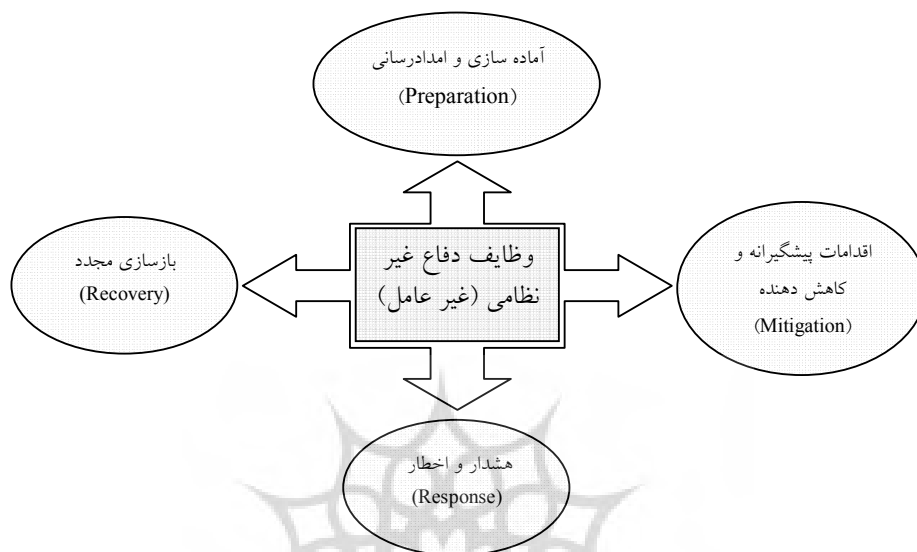 آماده سازی و امدادرسانی
(Preparation)
وظایف دفاع غیر
نظامی (غیر عامل)
اقدامات پیشگیرانه و
کاهش دهنده
(Mitigation)
بازسازی مجدد
(Recovery)
هشدار و اخطار
(Response)